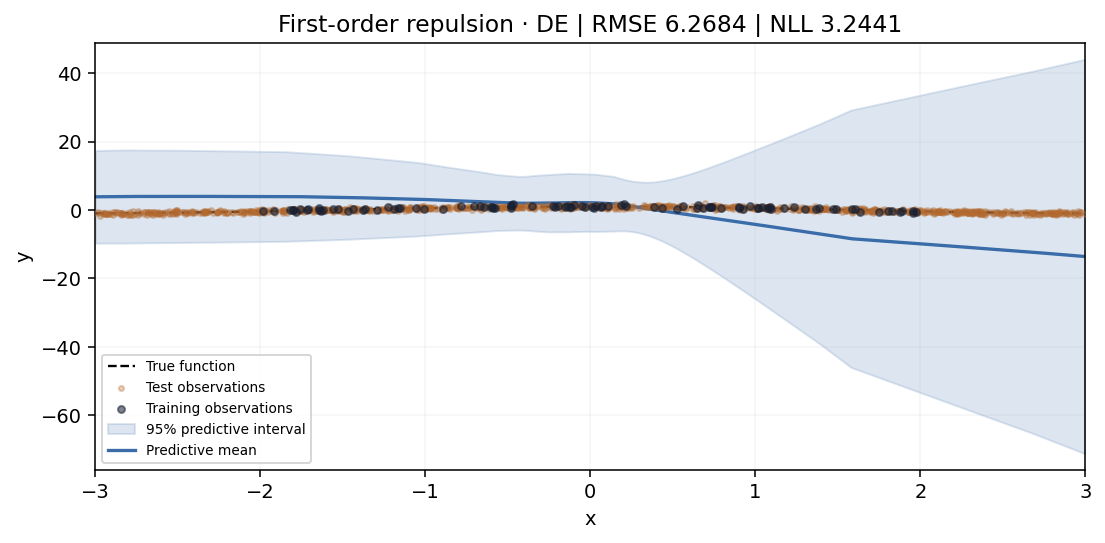 First-order repulsion · DE | RMSE 6.2684 | NLL 3.2441
40
20
0
−20
−40
−60
y
True function
Test observations
Training observations
95% predictive interval
Predictive mean
−3 −2 −1 0 1 2 3
x